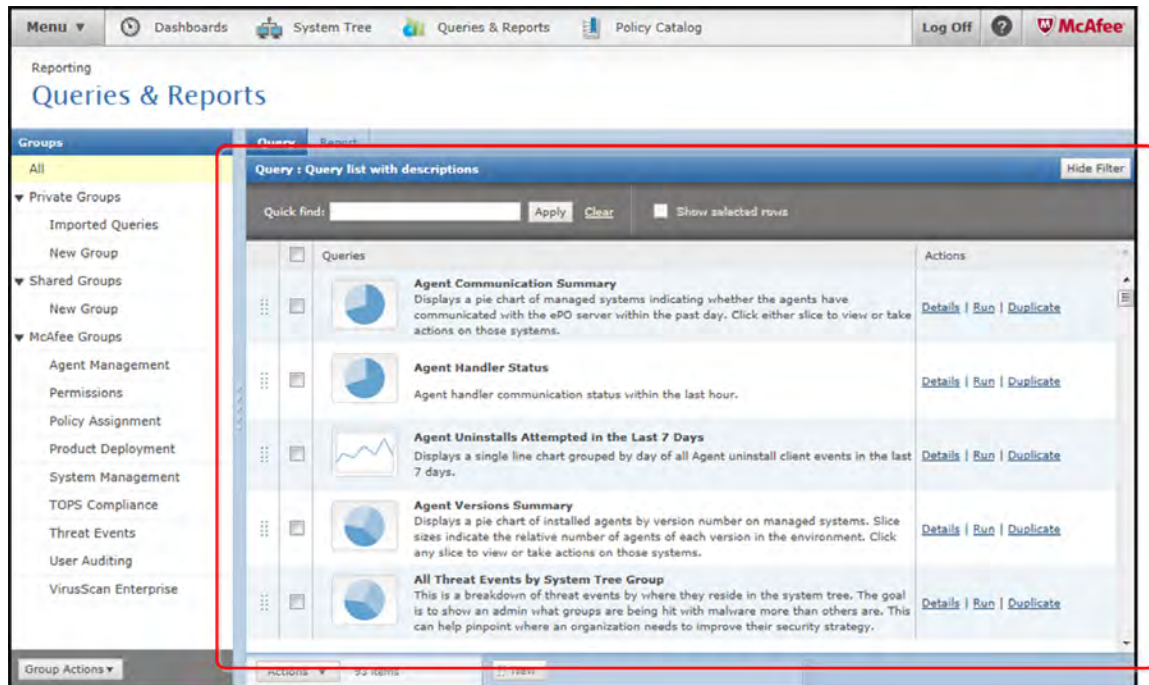 Menu ▼ Dashboards System Tree Queries & Reports Policy Catalog Log Off ? McAfee
Reporting
Queries & Reports
Groups
All
Private Groups
Imported Queries
New Group
Shared Groups
New Group
McAfee Groups
Agent Management
Permissions
Policy Assignment
Product Deployment
System Management
TOPS Compliance
Threat Events
User Auditing
VirusScan Enterprise
Group Actions ▼
Query Report
Query : Query list with descriptions Hide Filter
Quick find: Apply Clear Show selected rows
Queries Actions
Agent Communication Summary
Displays a pie chart of managed systems indicating whether the agents have
communicated with the ePO server within the past day. Click either slice to view or take
actions on those systems.
Details | Run | Duplicate
Agent Handler Status
Agent handler communication status within the last hour.
Details | Run | Duplicate
Agent Uninstalls Attempted in the Last 7 Days
Displays a single line chart grouped by day of all Agent uninstall client events in the last
7 days.
Details | Run | Duplicate
Agent Versions Summary
Displays a pie chart of installed agents by version number on managed systems. Slice
sizes indicate the relative number of agents of each version in the environment. Click
any slice to view or take actions on those systems.
Details | Run | Duplicate
All Threat Events by System Tree Group
This is a breakdown of threat events by where they reside in the system tree. The goal
is to show an admin what groups are being hit with malware more than others are. This
can help pinpoint where an organization needs to improve their security strategy.
Details | Run | Duplicate
Actions ▼ 93 items New